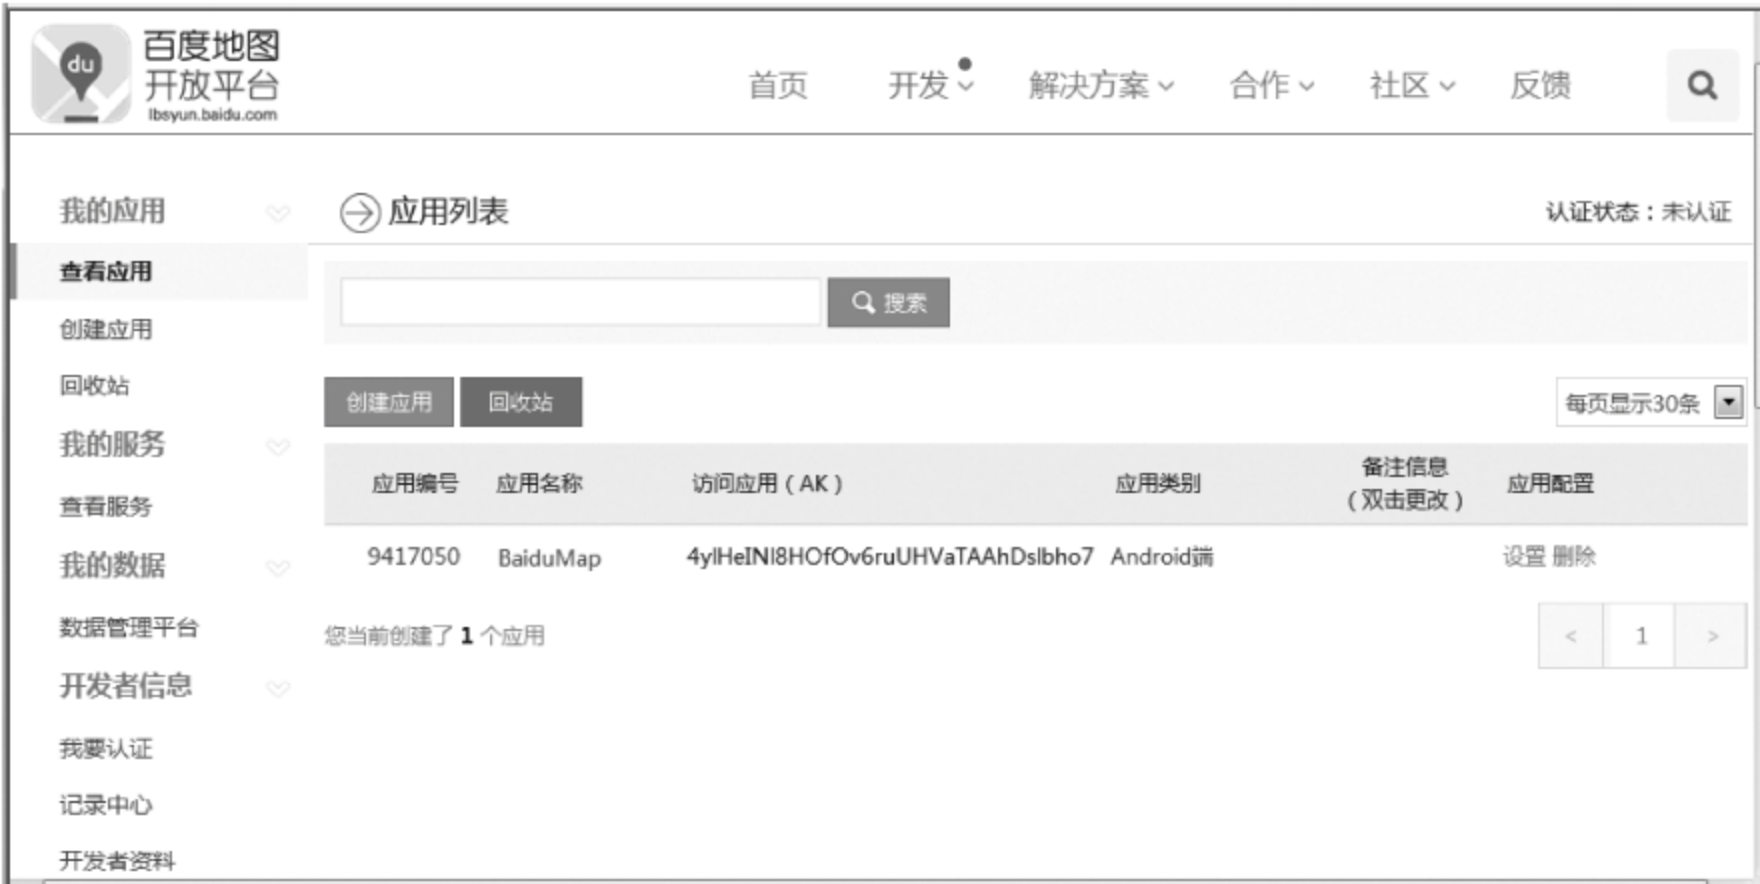 du
百度地图
开放平台
lbsyun.baidu.com
首页 开发 解决方案 合作 社区 反馈
我的应用
查看应用
创建应用
回收站
我的服务
查看服务
我的数据
数据管理平台
开发者信息
我要认证
记录中心
开发者资料
应用列表
认证状态：未认证
搜索
创建应用 回收站
每页显示30条
应用编号 应用名称 访问应用（AK） 应用类别 备注信息（双击更改） 应用配置
9417050 BaiduMap 4ylHeINl8HOfOv6ruUHVaTAAhDslbho7 Android端 设置 删除
您当前创建了 1 个应用
< 1 >